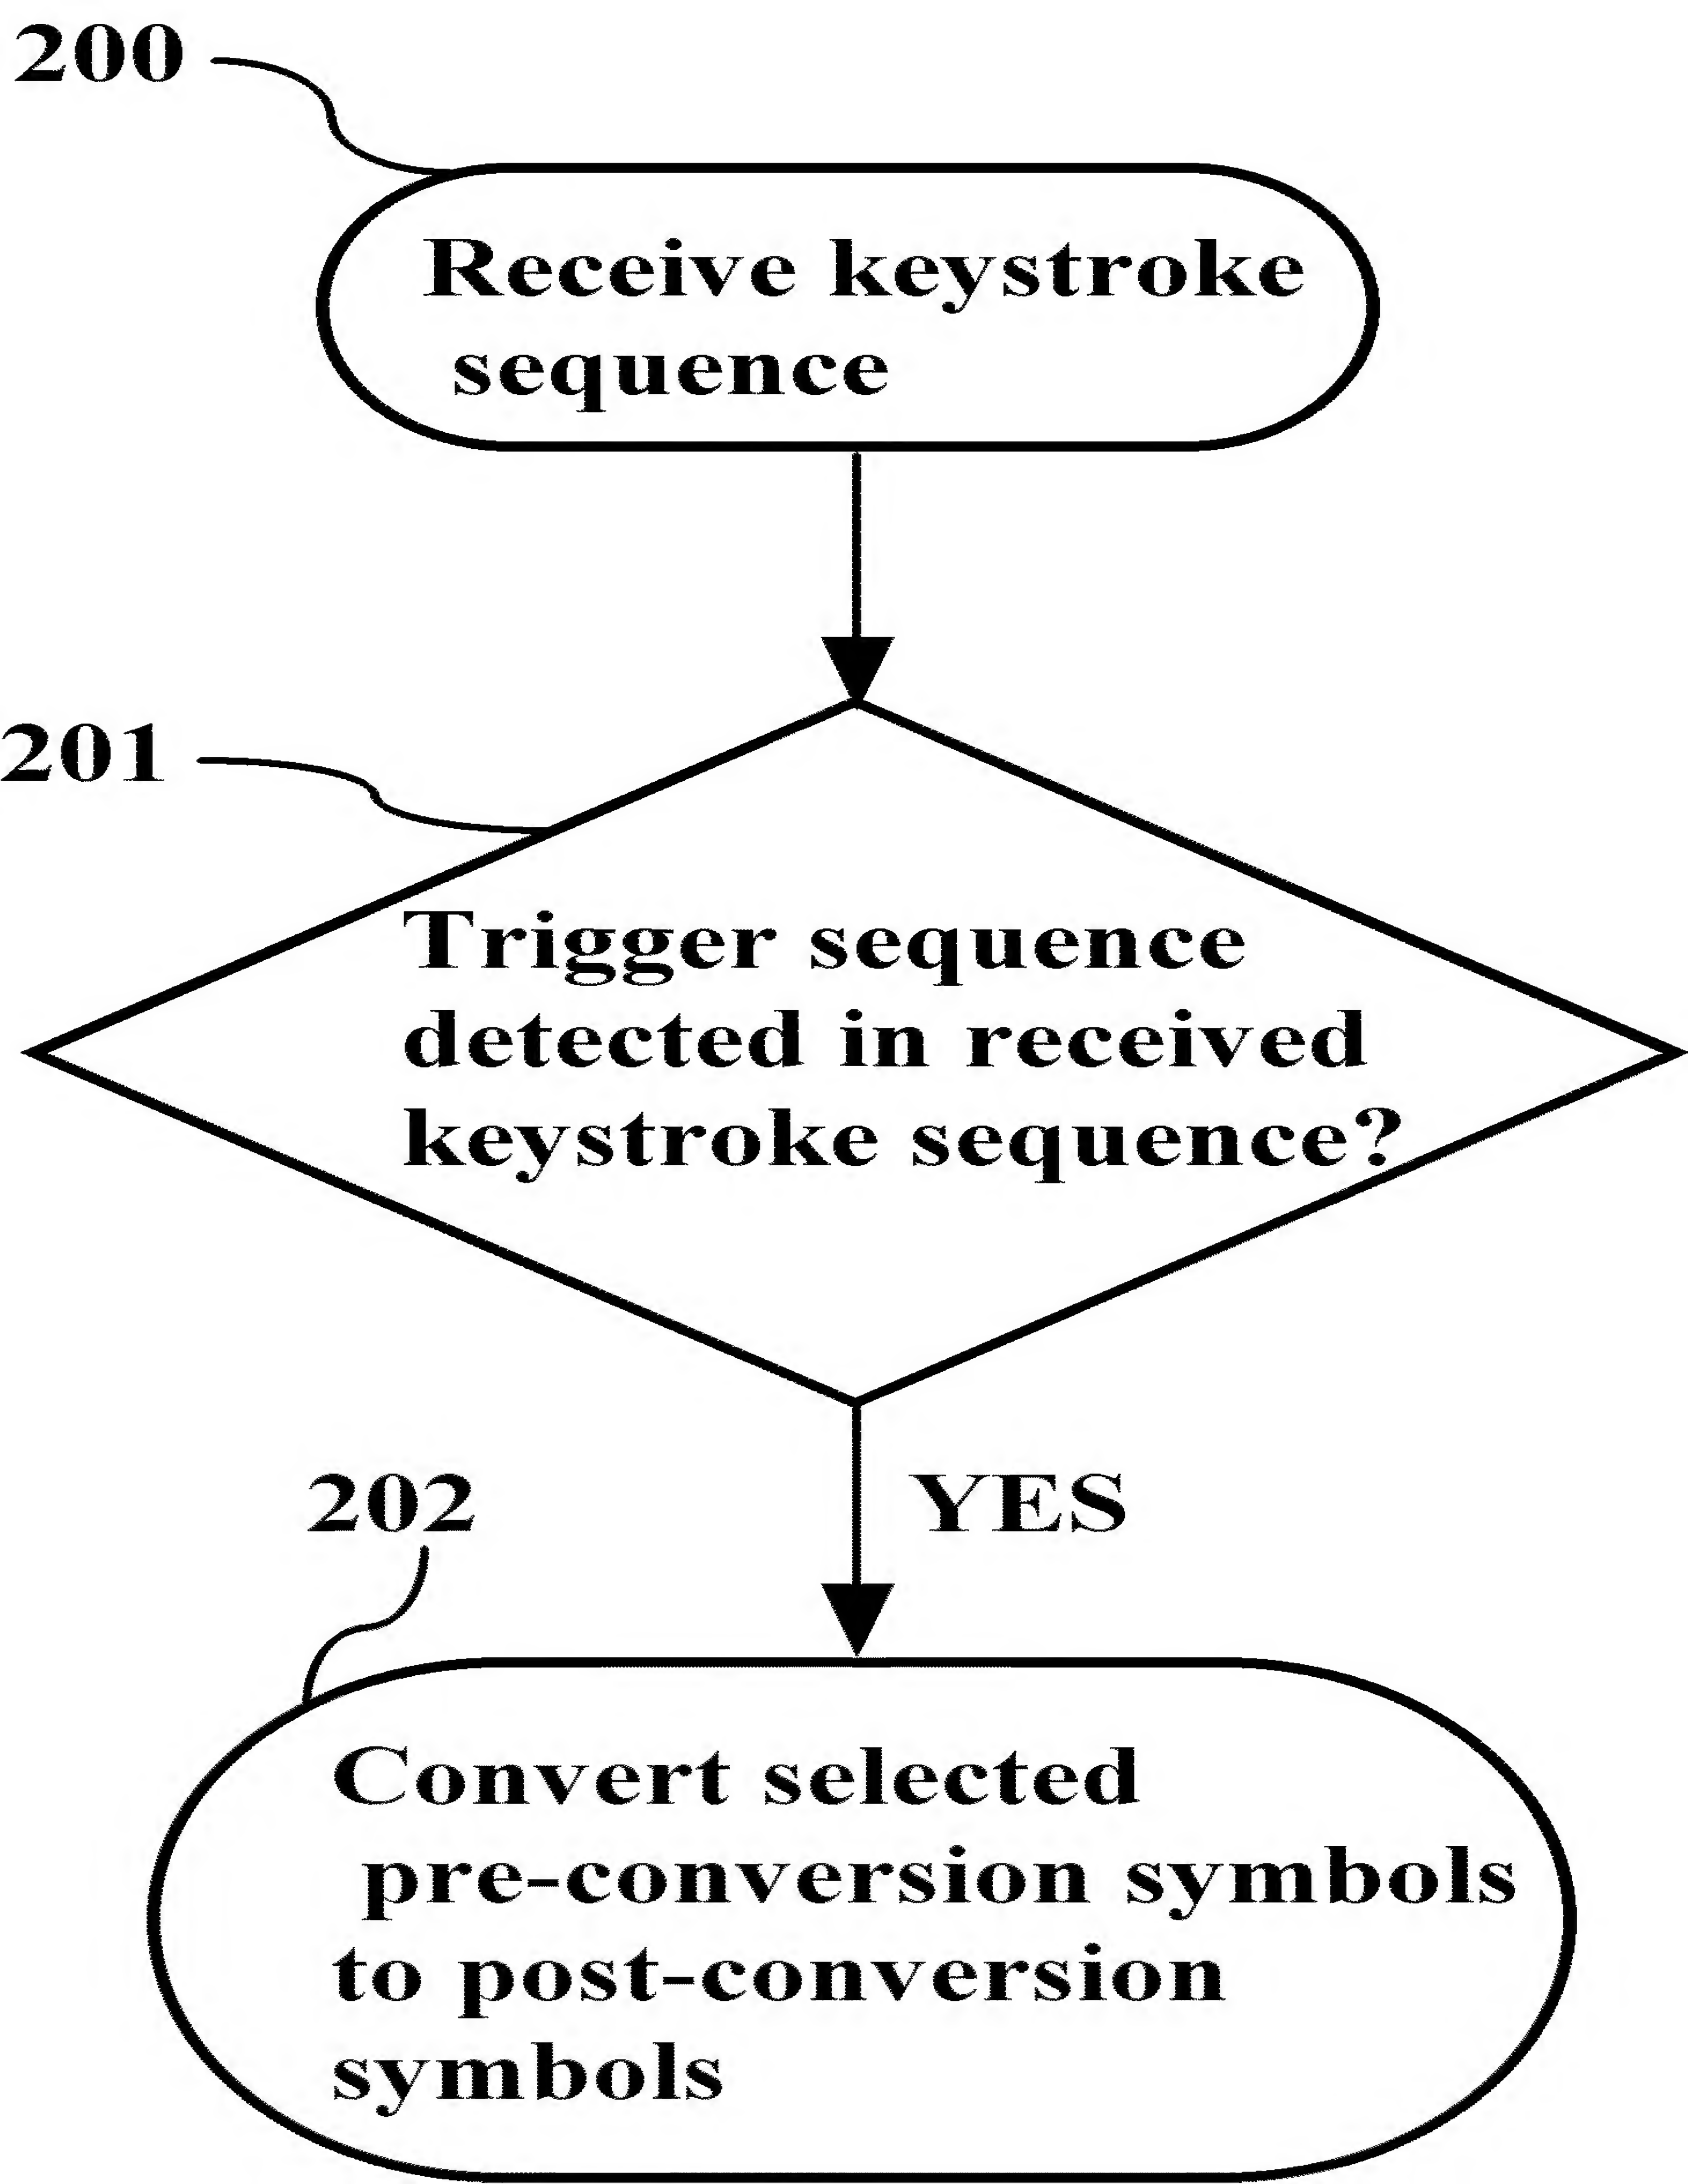 200
Receive keystroke
sequence
201
Trigger sequence
detected in received
keystroke sequence?
202
YES
Convert selected
pre-conversion symbols
to post-conversion
symbols